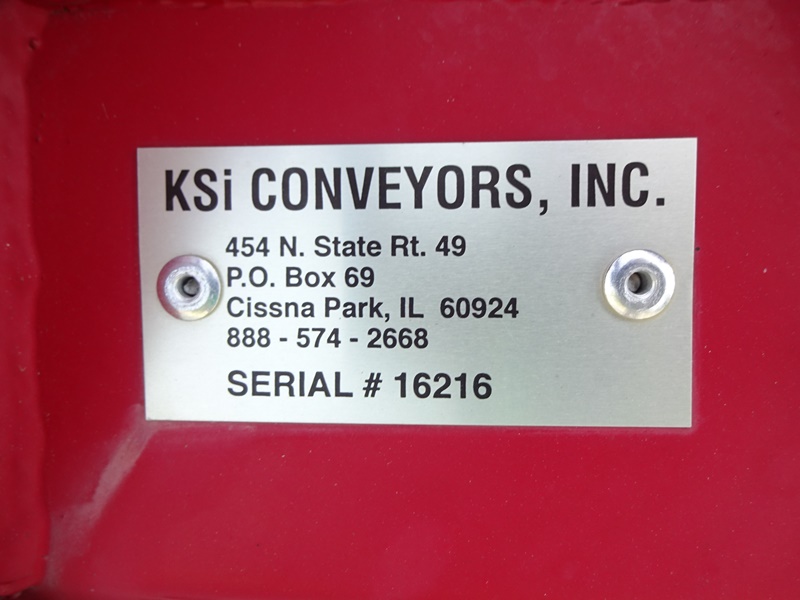 KSi CONVEYORS, INC.
454 N. State Rt. 49
P.O. Box 69
Cissna Park, IL 60924
888 - 574 - 2668
SERIAL # 16216